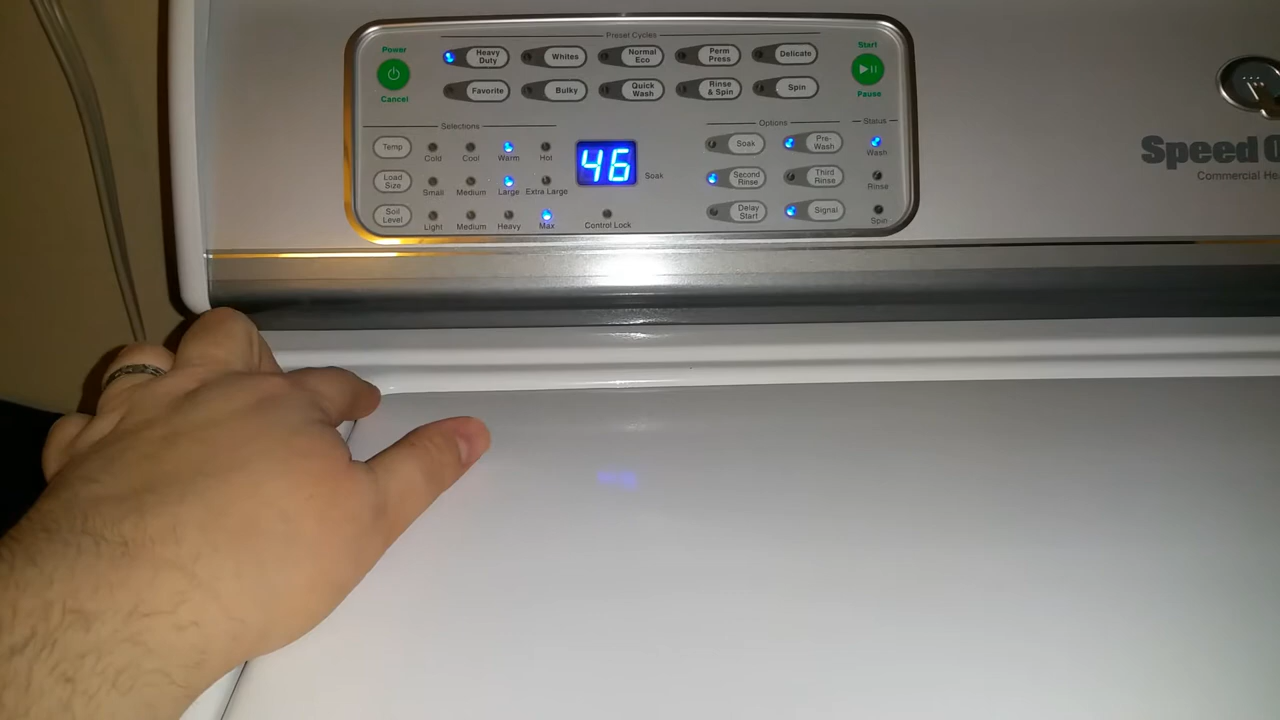 Preset Cycles
Power
Cancel
Heavy Duty
Whites
Normal Eco
Perm Press
Delicate
Favorite
Bulky
Quick Wash
Rinse & Spin
Spin
Start
Pause
Selections
Temp
Cold
Cool
Warm
Hot
Load Size
Small
Medium
Large
Extra Large
Soil Level
Light
Medium
Heavy
Max
46
Soak
Control Lock
Options
Soak
Pre-Wash
Second Rinse
Third Rinse
Delay Start
Signal
Status
Wash
Rinse
Spin
Speed
Commercial